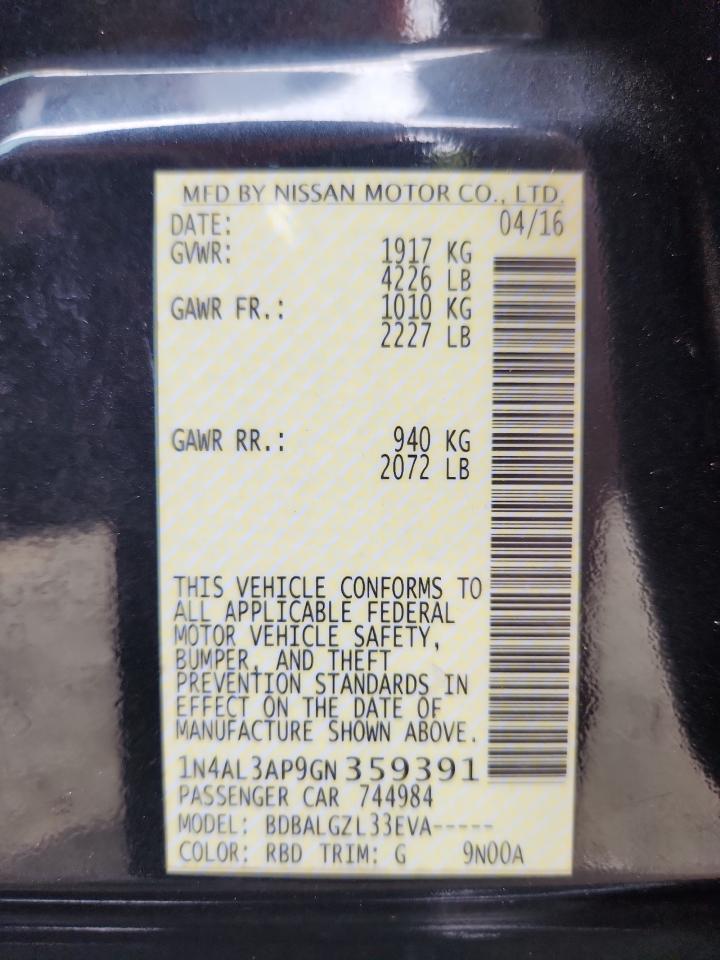 MFD BY NISSAN MOTOR CO., LTD.
DATE: 04/16
GVWR: 1917 KG
4226 LB
GAWR FR.: 1010 KG
2227 LB
GAWR RR.: 940 KG
2072 LB
THIS VEHICLE CONFORMS TO
ALL APPLICABLE FEDERAL
MOTOR VEHICLE SAFETY,
BUMPER, AND THEFT
PREVENTION STANDARDS IN
EFFECT ON THE DATE OF
MANUFACTURE SHOWN ABOVE.
1N4AL3AP9GN359391
PASSENGER CAR 744984
MODEL: BDBALGZL33EVA-----
COLOR: RBD TRIM: G 9N00A